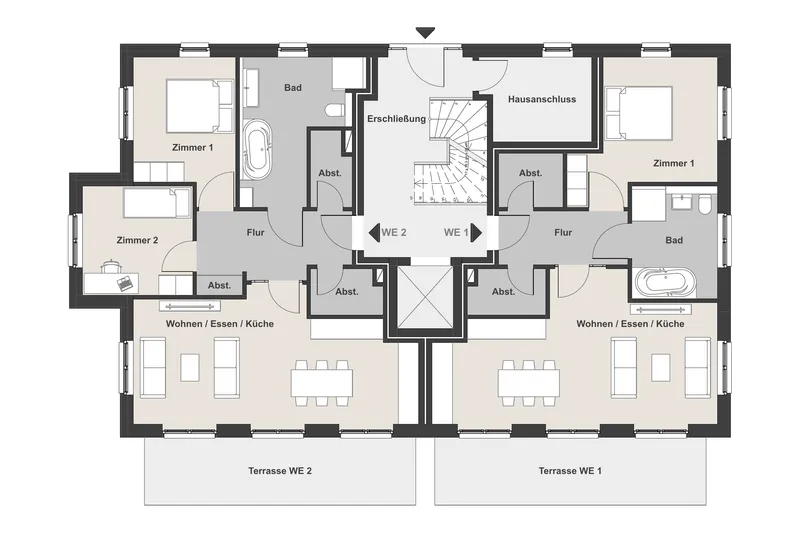 Bad
Hausanschluss
Erschließung
Zimmer 1
Zimmer 1
Abst.
Abst.
Zimmer 2
Flur
WE 2
WE 1
Flur
Bad
Abst.
Abst.
Abst.
Wohnen / Essen / Küche
Wohnen / Essen / Küche
Terrasse WE 2
Terrasse WE 1